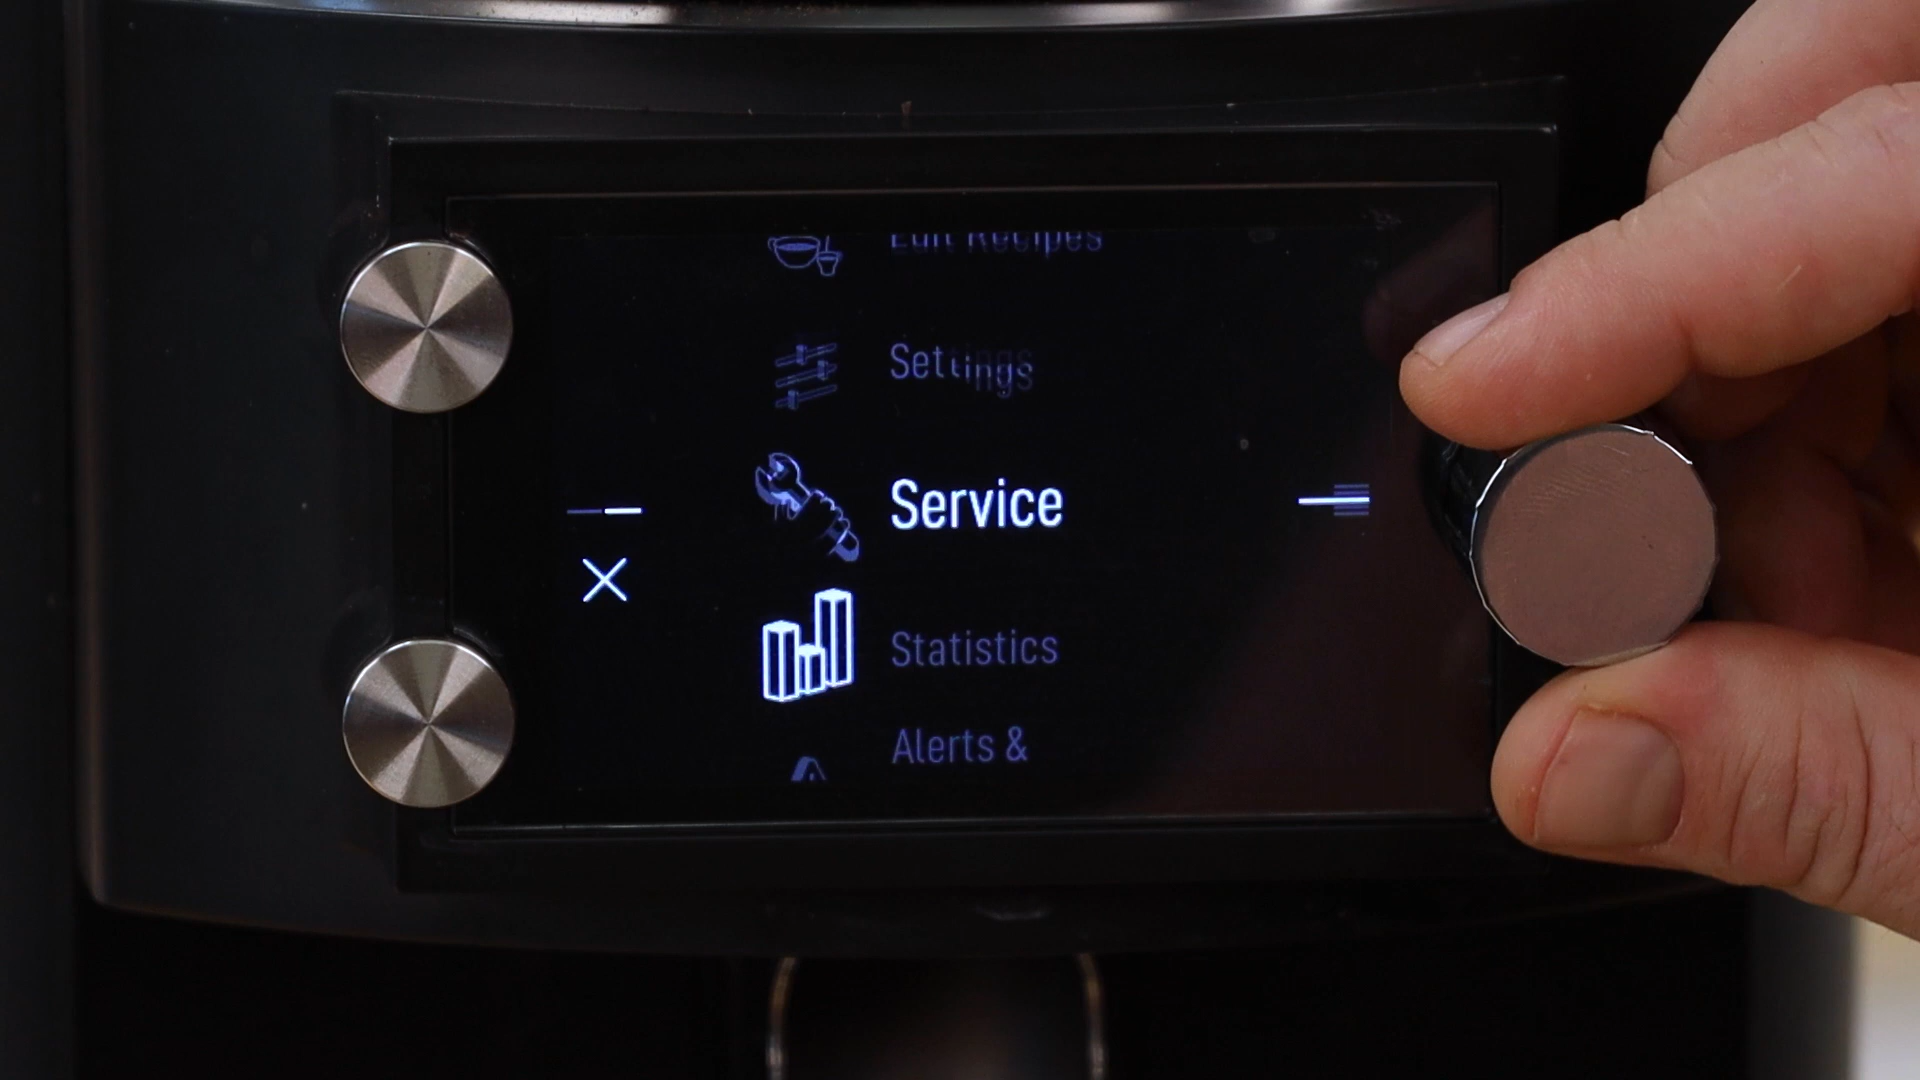 Edit Recipes
Settings
Service
Statistics
Alerts &